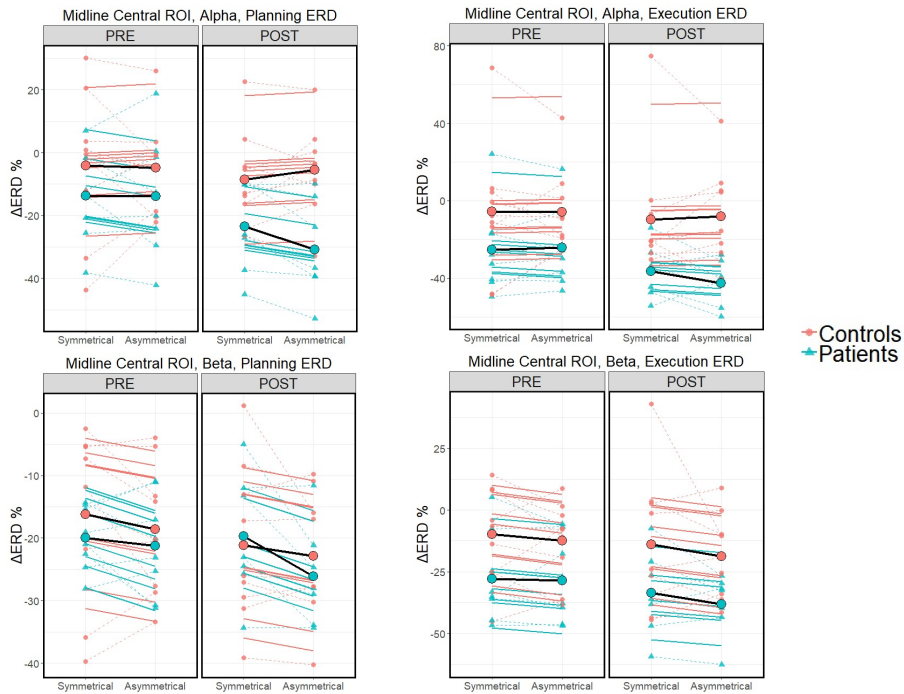 Midline Central ROI, Alpha, Planning ERD
PRE
POST
ΔERD %
20
0
-20
-40
Symmetrical
Asymmetrical
Symmetrical
Asymmetrical
Midline Central ROI, Alpha, Execution ERD
PRE
POST
ΔERD %
80
40
0
-40
Symmetrical
Asymmetrical
Symmetrical
Asymmetrical
Controls
Patients
Midline Central ROI, Beta, Planning ERD
PRE
POST
ΔERD %
0
-10
-20
-30
-40
Symmetrical
Asymmetrical
Symmetrical
Asymmetrical
Midline Central ROI, Beta, Execution ERD
PRE
POST
ΔERD %
25
0
-25
-50
Symmetrical
Asymmetrical
Symmetrical
Asymmetrical